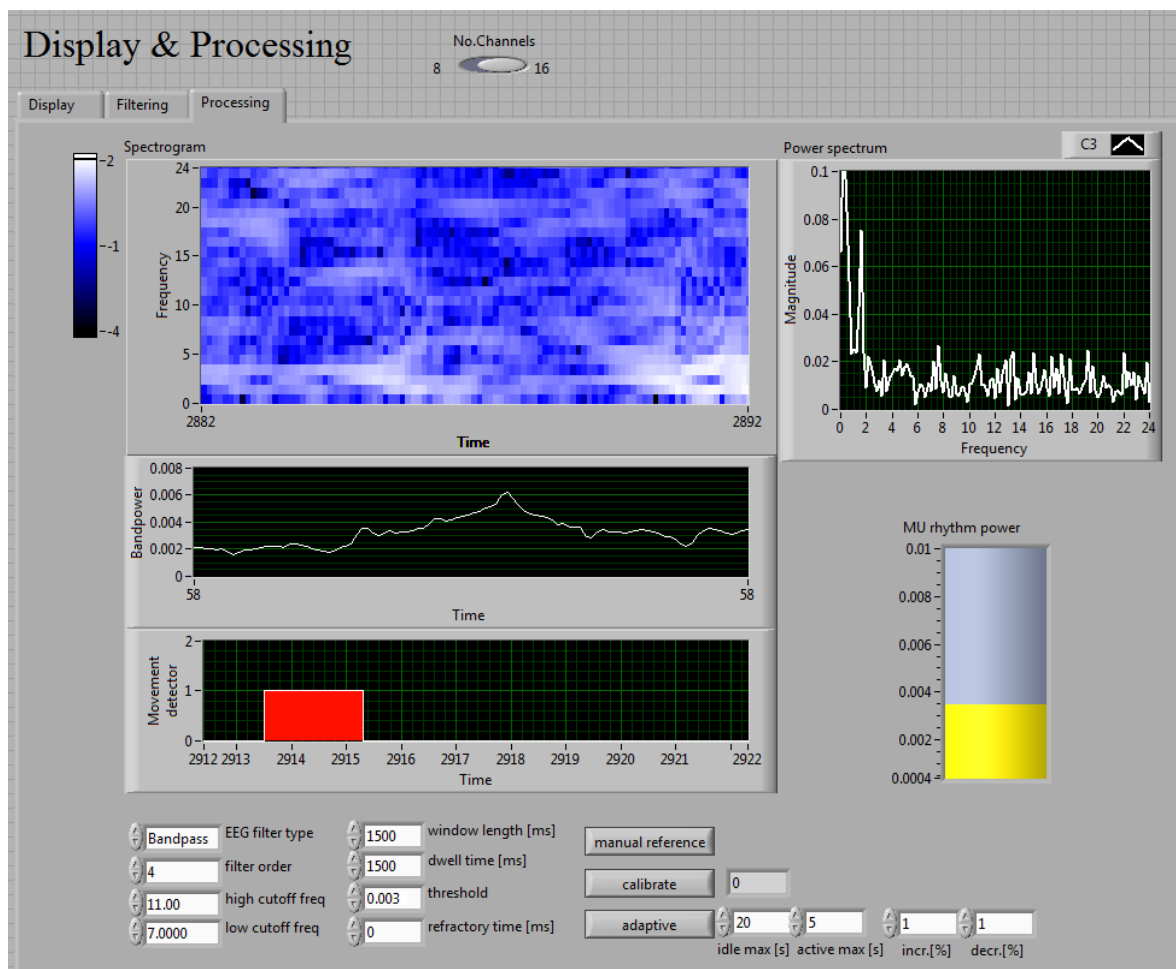 Display & Processing
No.Channels
8 16
Display Filtering Processing
Spectrogram
2
-1
-4
Frequency
24
20
15
10
5
0
2882 2892
Time
Power spectrum
C3
Magnitude
0.1
0.08
0.06
0.04
0.02
0
0 2 4 6 8 10 12 14 16 18 20 22 24
Frequency
Bandpower
0.008
0.006
0.004
0.002
0
58 58
Time
Movement
detector
2
1
0
2912 2913 2914 2915 2916 2917 2918 2919 2920 2921 2922
Time
MU rhythm power
0.01
0.008
0.006
0.004
0.002
0.0004
Bandpass EEG filter type
4 filter order
11.00 high cutoff freq
7.0000 low cutoff freq
1500 window length [ms]
1500 dwell time [ms]
0.003 threshold
0 refractory time [ms]
manual reference
calibrate 0
adaptive 20 5 1 1
idle max [s] active max [s] incr.[%] decr.[%]